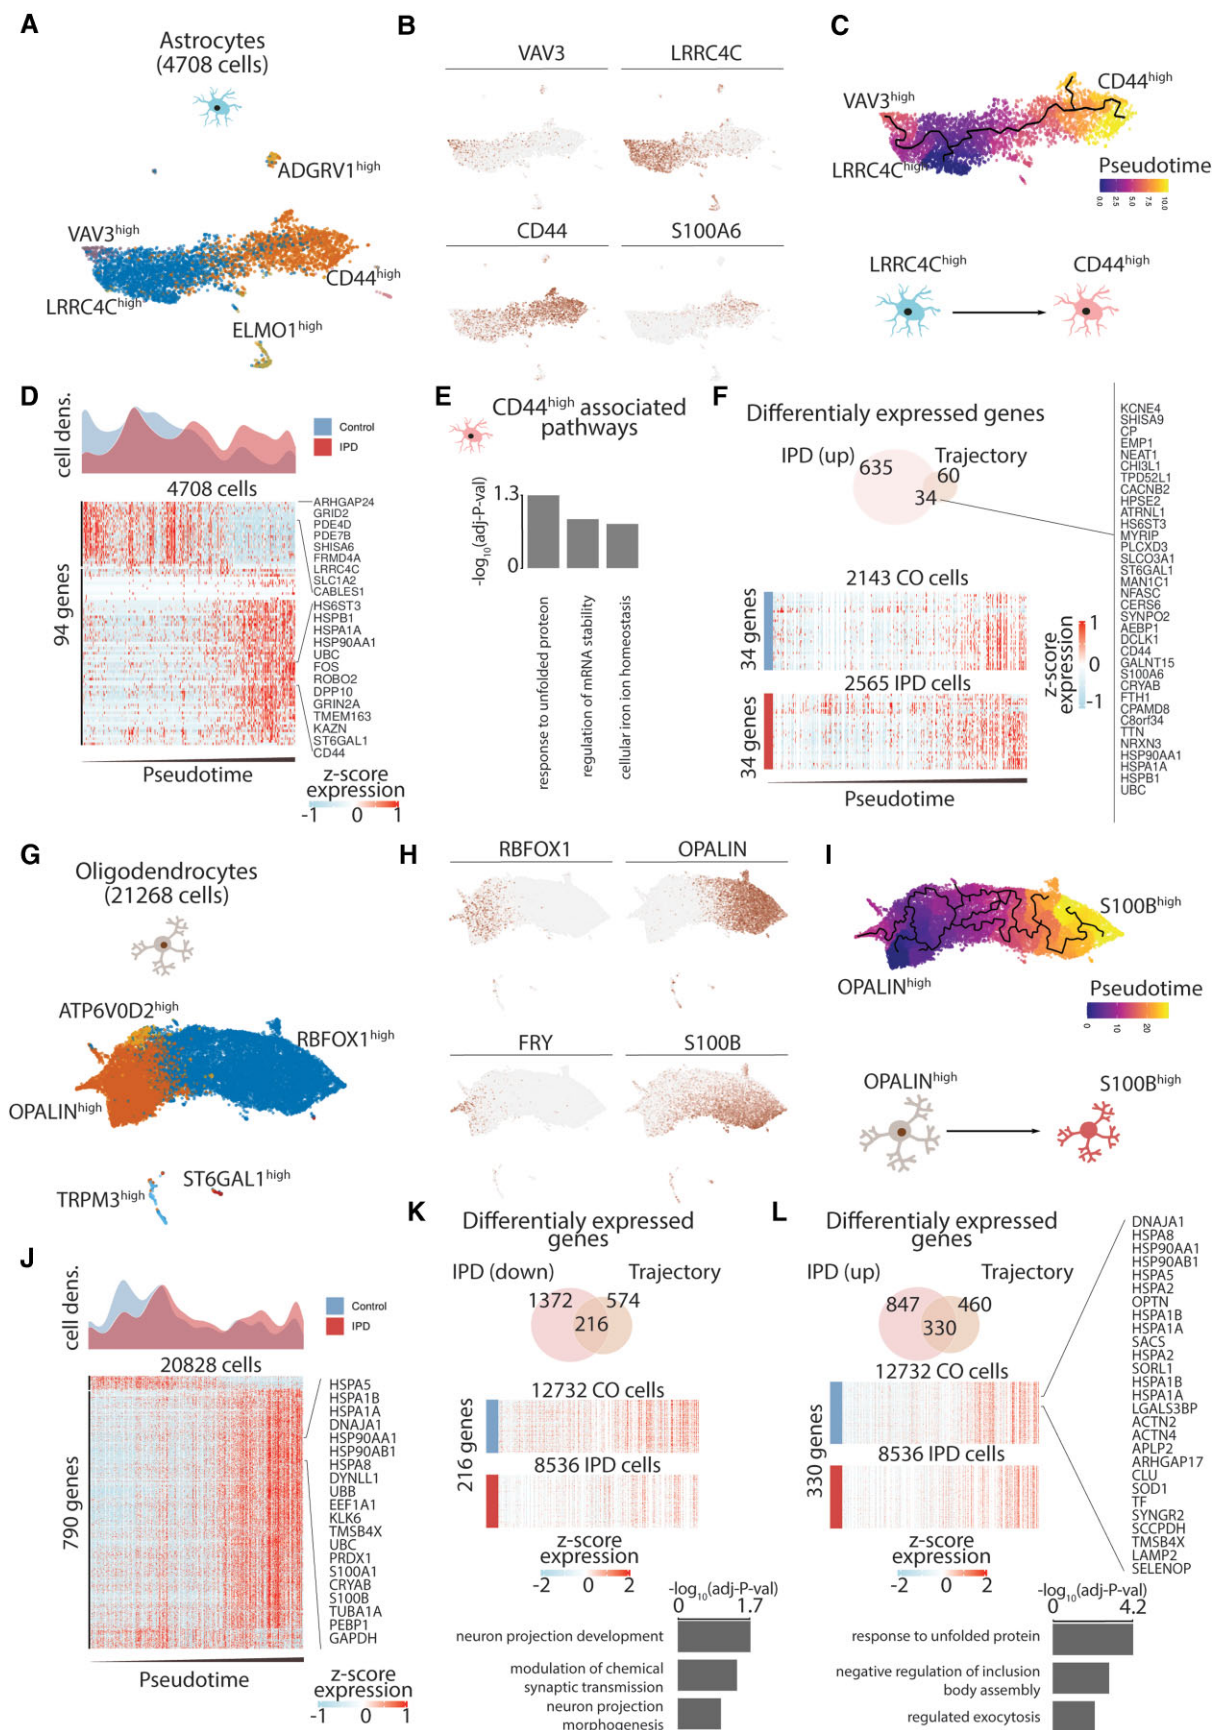 A
Astrocytes
(4708 cells)
ADGRV1high
VAV3high
CD44high
LRRC4Chigh
ELMO1high
B
VAV3
LRRC4C
CD44
S100A6
C
CD44high
VAV3high
LRRC4Chigh
Pseudotime
0.0
2.5
5.0
7.5
10.0
LRRC4Chigh
CD44high
D
cell dens.
Control
IPD
4708 cells
94 genes
ARHGAP24
GRID2
PDE4D
PDE7B
SHISA6
FRMD4A
LRRC4C
SLC1A2
CABLES1
HS6ST3
HSPB1
HSPA1A
HSP90AA1
UBC
FOS
ROBO2
DPP10
GRIN2A
TMEM163
KAZN
ST6GAL1
CD44
Pseudotime
z-score
expression
-1 0 1
E
CD44high associated
pathways
-log10(adj-P-val)
1.3
0
response to unfolded protein
regulation of mRNA stability
cellular iron ion homeostasis
F
Differentialy expressed genes
IPD (up)
Trajectory
635
60
34
2143 CO cells
34 genes
2565 IPD cells
34 genes
Pseudotime
z-score
expression
1
0
-1
KCNE4
SHISA9
CP
EMP1
NEAT1
CHI3L1
TPD52L1
CACNB2
HPSE2
ATRNL1
HS6ST3
MYRIP
PLCXD3
SLCO3A1
ST6GAL1
MAN1C1
NFASC
CERS6
SYNPO2
AEBP1
DCLK1
CD44
GALNT15
S100A6
CRYAB
FTH1
CPAMD8
C8orf34
TTN
NRXN3
HSP90AA1
HSPA1A
HSPB1
UBC
G
Oligodendrocytes
(21268 cells)
ATP6V0D2high
RBFOX1high
OPALINhigh
ST6GAL1high
TRPM3high
H
RBFOX1
OPALIN
FRY
S100B
I
S100Bhigh
OPALINhigh
Pseudotime
0
10
20
OPALINhigh
S100Bhigh
J
cell dens.
Control
IPD
20828 cells
790 genes
HSPA5
HSPA1B
HSPA1A
DNAJA1
HSP90AA1
HSP90AB1
HSPA8
DYNLL1
UBB
EEF1A1
KLK6
TMSB4X
UBC
PRDX1
S100A1
CRYAB
S100B
TUBA1A
PEBP1
GAPDH
Pseudotime
z-score
expression
-1 0 1
K
Differentialy expressed
genes
IPD (down)
Trajectory
1372
574
216
12732 CO cells
216 genes
8536 IPD cells
z-score
expression
-2 0 2
-log10(adj-P-val)
0 1.7
neuron projection development
modulation of chemical
synaptic transmission
neuron projection
morphogenesis
L
Differentialy expressed
genes
IPD (up)
Trajectory
847
460
330
12732 CO cells
330 genes
8536 IPD cells
z-score
expression
-2 0 2
DNAJA1
HSPA8
HSP90AA1
HSP90AB1
HSPA5
HSPA2
OPTN
HSPA1B
HSPA1A
SACS
HSPA2
SORL1
HSPA1B
HSPA1A
LGALS3BP
ACTN2
ACTN4
APLP2
ARHGAP17
CLU
SOD1
TF
SYNGR2
SCCPDH
TMSB4X
LAMP2
SELENOP
-log10(adj-P-val)
0 4.2
response to unfolded protein
negative regulation of inclusion
body assembly
regulated exocytosis